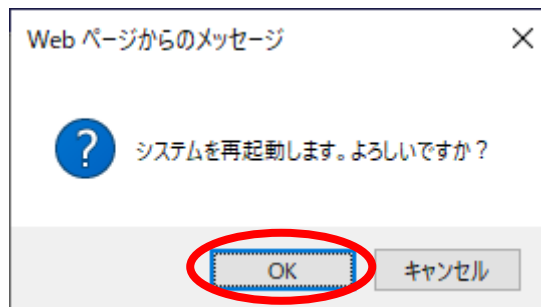 Web ページからのメッセージ
システムを再起動します。よろしいですか？
OK
キャンセル